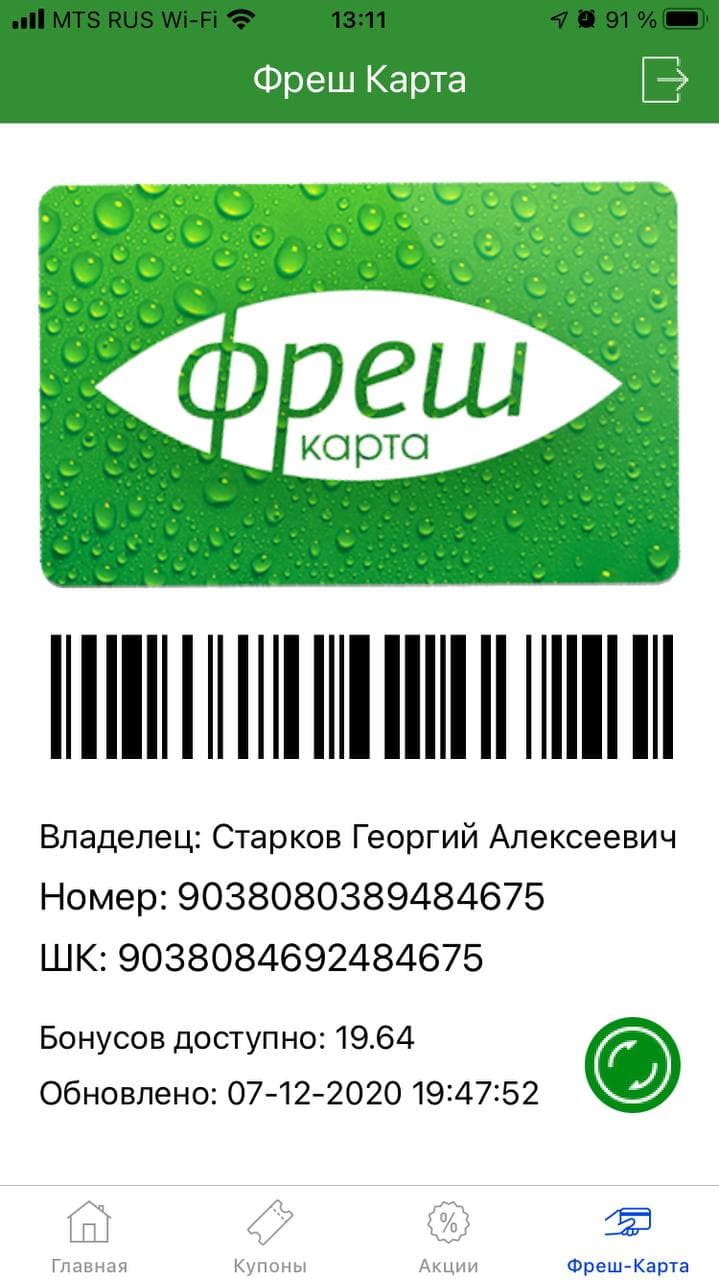 MTS RUS Wi-Fi 13:11 91 %
Фреш Карта
фреш
карта
Владелец: Старков Георгий Алексеевич
Номер: 9038080389484675
ШК: 9038084692484675
Бонусов доступно: 19.64
Обновлено: 07-12-2020 19:47:52
Главная Купоны Акции Фреш-Карта